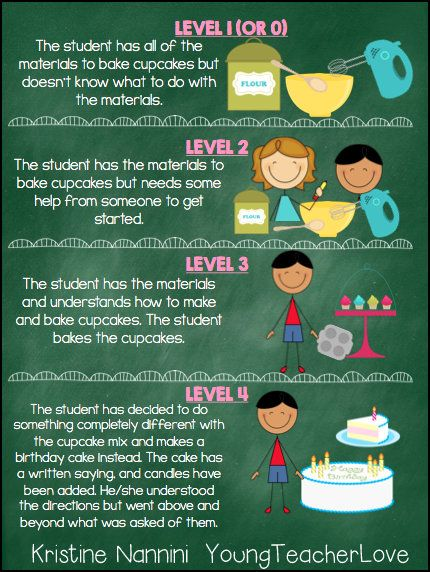 LEVEL 1 (OR 0)
The student has all of the
materials to bake cupcakes but
doesn't know what to do with
the materials.
FLOUR
LEVEL 2
The student has the materials to
bake cupcakes but needs some
help from someone to get
started.
FLOUR
LEVEL 3
The student has the materials
and understands how to make
and bake cupcakes. The student
bakes the cupcakes.
LEVEL 4
The student has decided to do
something completely different with
the cupcake mix and makes a
birthday cake instead. The cake has
a written saying, and candles have
been added. He/she understood
the directions but went above and
beyond what was asked of them.
Happy
Birthday
Kristine Nannini YoungTeacherLove